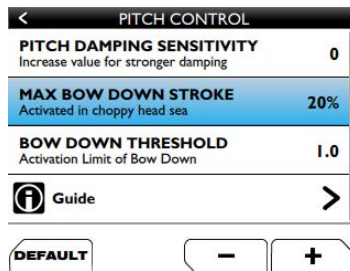 < PITCH CONTROL
PITCH DAMPING SENSITIVITY 0
Increase value for stronger damping
MAX BOW DOWN STROKE 20%
Activated in choppy head sea
BOW DOWN THRESHOLD 1.0
Activation Limit of Bow Down
i Guide >
DEFAULT - +